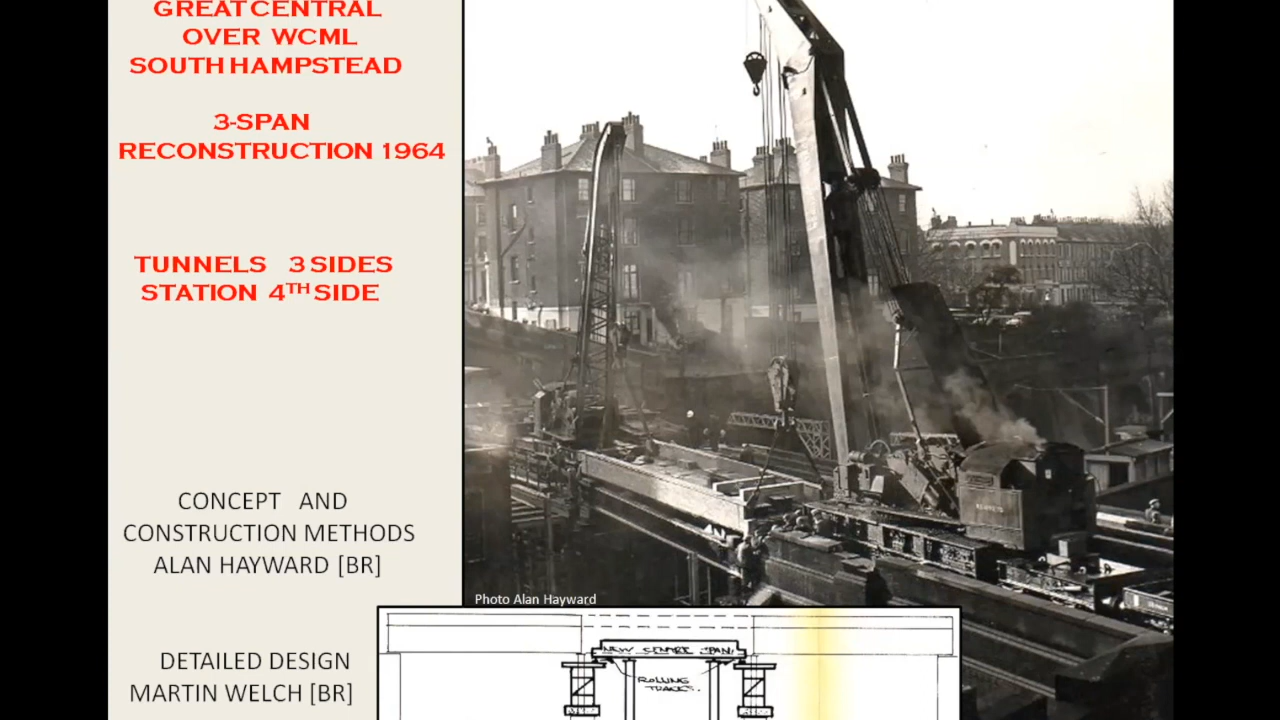 GREAT CENTRAL
OVER WCML
SOUTH HAMPSTEAD
3-SPAN
RECONSTRUCTION 1964
TUNNELS 3 SIDES
STATION 4TH SIDE
CONCEPT AND
CONSTRUCTION METHODS
ALAN HAYWARD [BR]
DETAILED DESIGN
MARTIN WELCH [BR]
Photo Alan Hayward
NEW CENTRE SPAN
ROLLING
TRACKS.